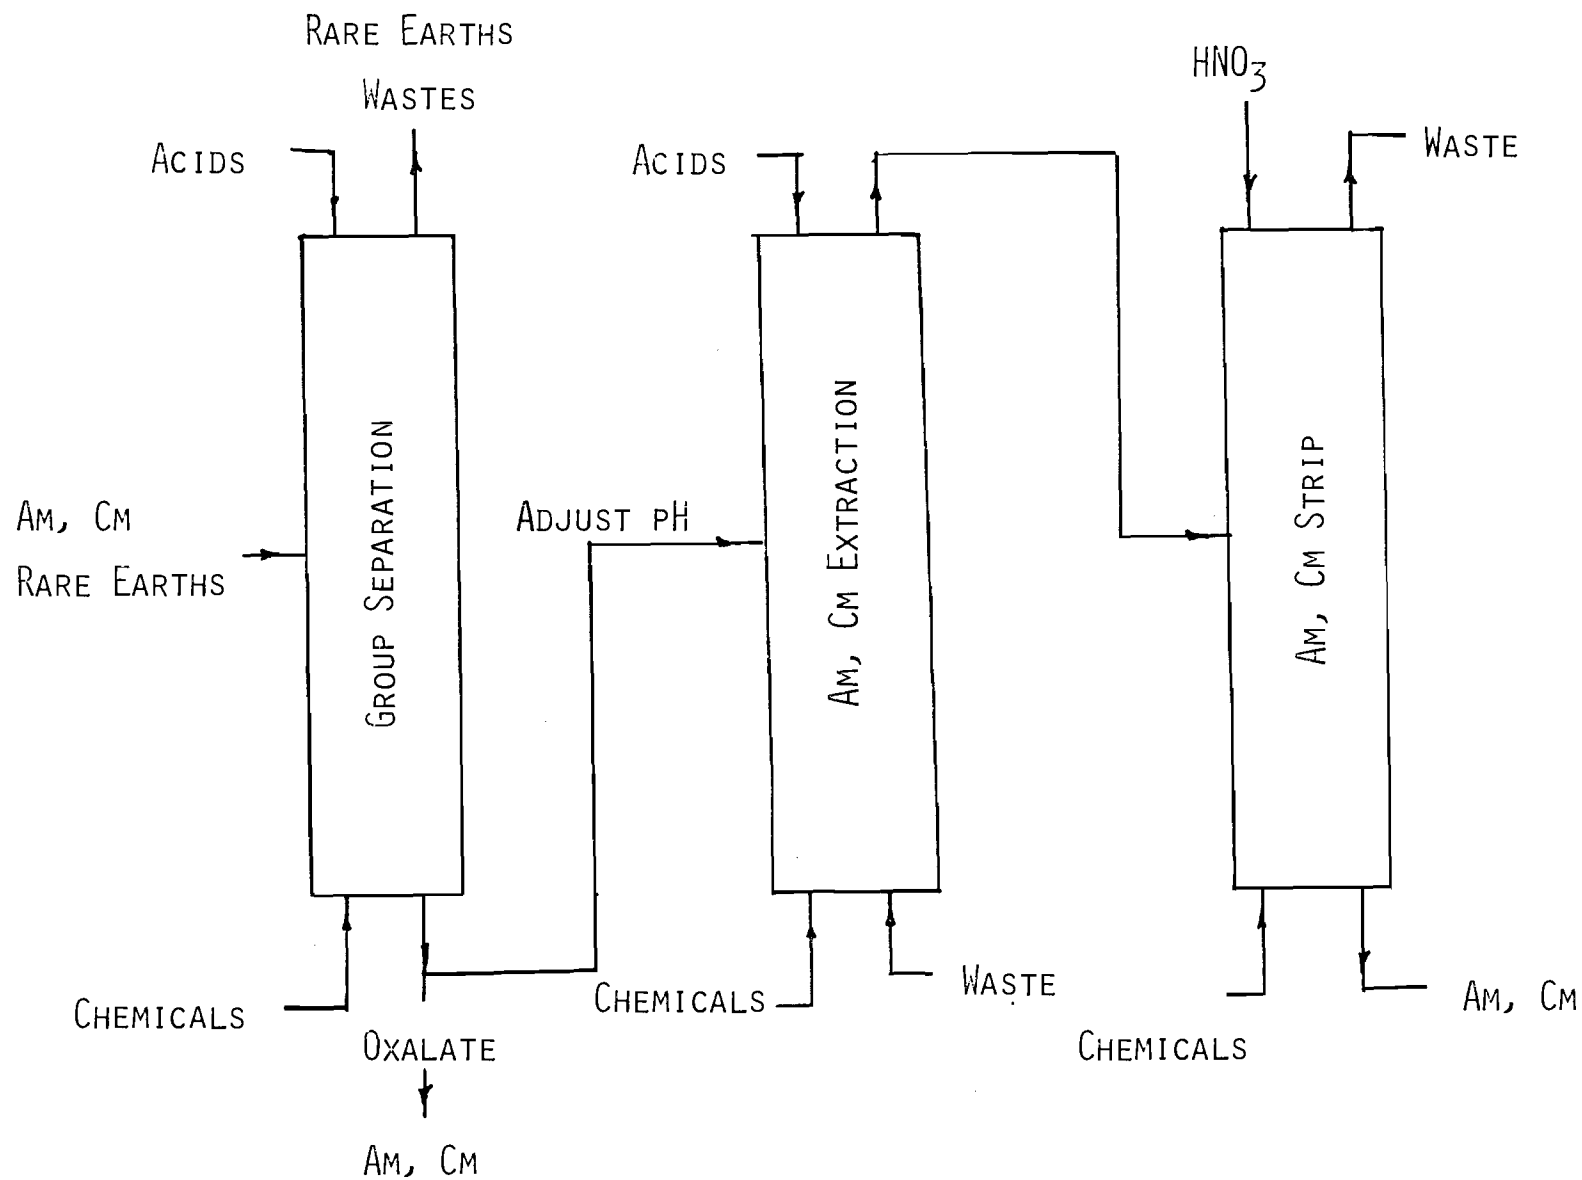 RARE EARTHS
WASTES
ACIDS
GROUP SEPARATION
AM, CM
RARE EARTHS
CHEMICALS
OXALATE
AM, CM
ADJUST pH
ACIDS
AM, CM EXTRACTION
CHEMICALS
WASTE
HNO3
WASTE
AM, CM STRIP
CHEMICALS
AM, CM